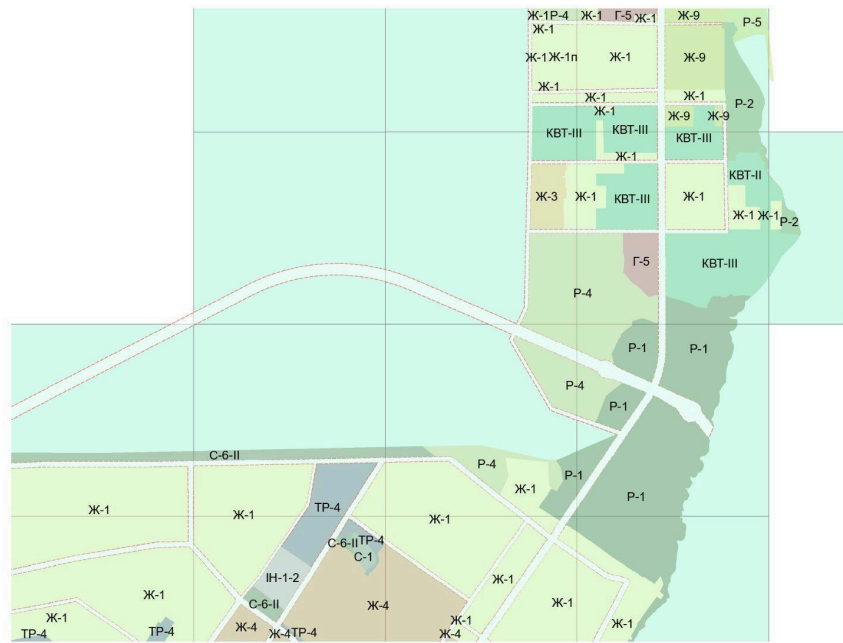 Ж-1 Р-4 Ж-1 Г-5 Ж-1 Ж-9 Р-5
Ж-1
Ж-1 Ж-1п Ж-1 Ж-9
Ж-1
Ж-1 Ж-1 Р-2
Ж-1
Ж-9 Ж-9
КВТ-III КВТ-III КВТ-III
Ж-1
КВТ-II
Ж-3 Ж-1 КВТ-III Ж-1
Ж-1 Ж-1 Р-2
Г-5 КВТ-III
Р-4
Р-1 Р-1
Р-4
Р-1
С-6-II
Р-4 Р-1
Ж-1
Р-1
Ж-1 Ж-1 ТР-4 Ж-1
С-6-II ТР-4
С-1
ІН-1-2 Ж-1
Ж-1 С-6-II Ж-4 Ж-1
Ж-1 Ж-1
ТР-4 ТР-4 Ж-4 Ж-4 ТР-4 Ж-4